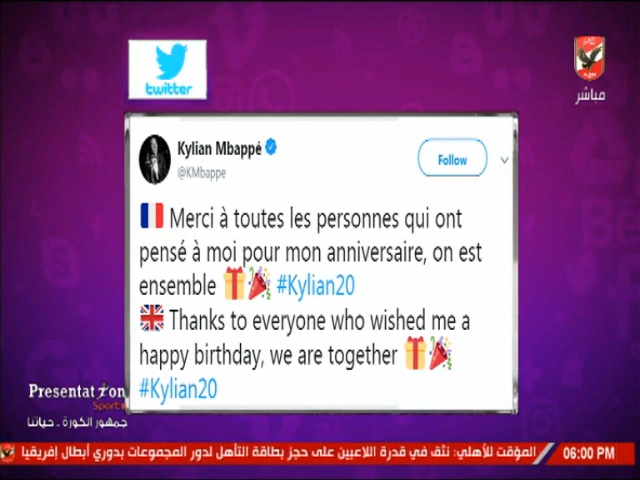 twitter
مباشر
Kylian Mbappé
@KMbappe
Follow
🇫🇷 Merci à toutes les personnes qui ont
pensé à moi pour mon anniversaire, on est
ensemble 🎁🎉 #Kylian20
🇬🇧 Thanks to everyone who wished me a
happy birthday, we are together 🎁🎉
#Kylian20
Presentation
Sports
جمهور الكورة - حياتنا
المؤقت للأهلي: نثق في قدرة اللاعبين على حجز بطاقة التأهل لدور المجموعات بدوري أبطال إفريقيا
06:00 PM